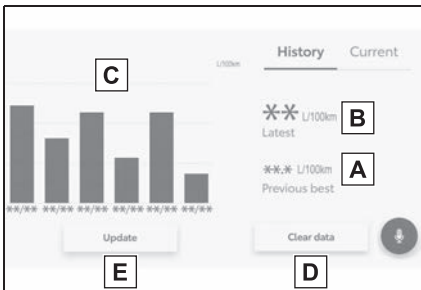 C
L/100km
History Current
**
L/100km
B
Latest
**.* L/100km
A
Previous best
**/** **/** **/** **/** **/** **/**
Update
Clear data
E
D